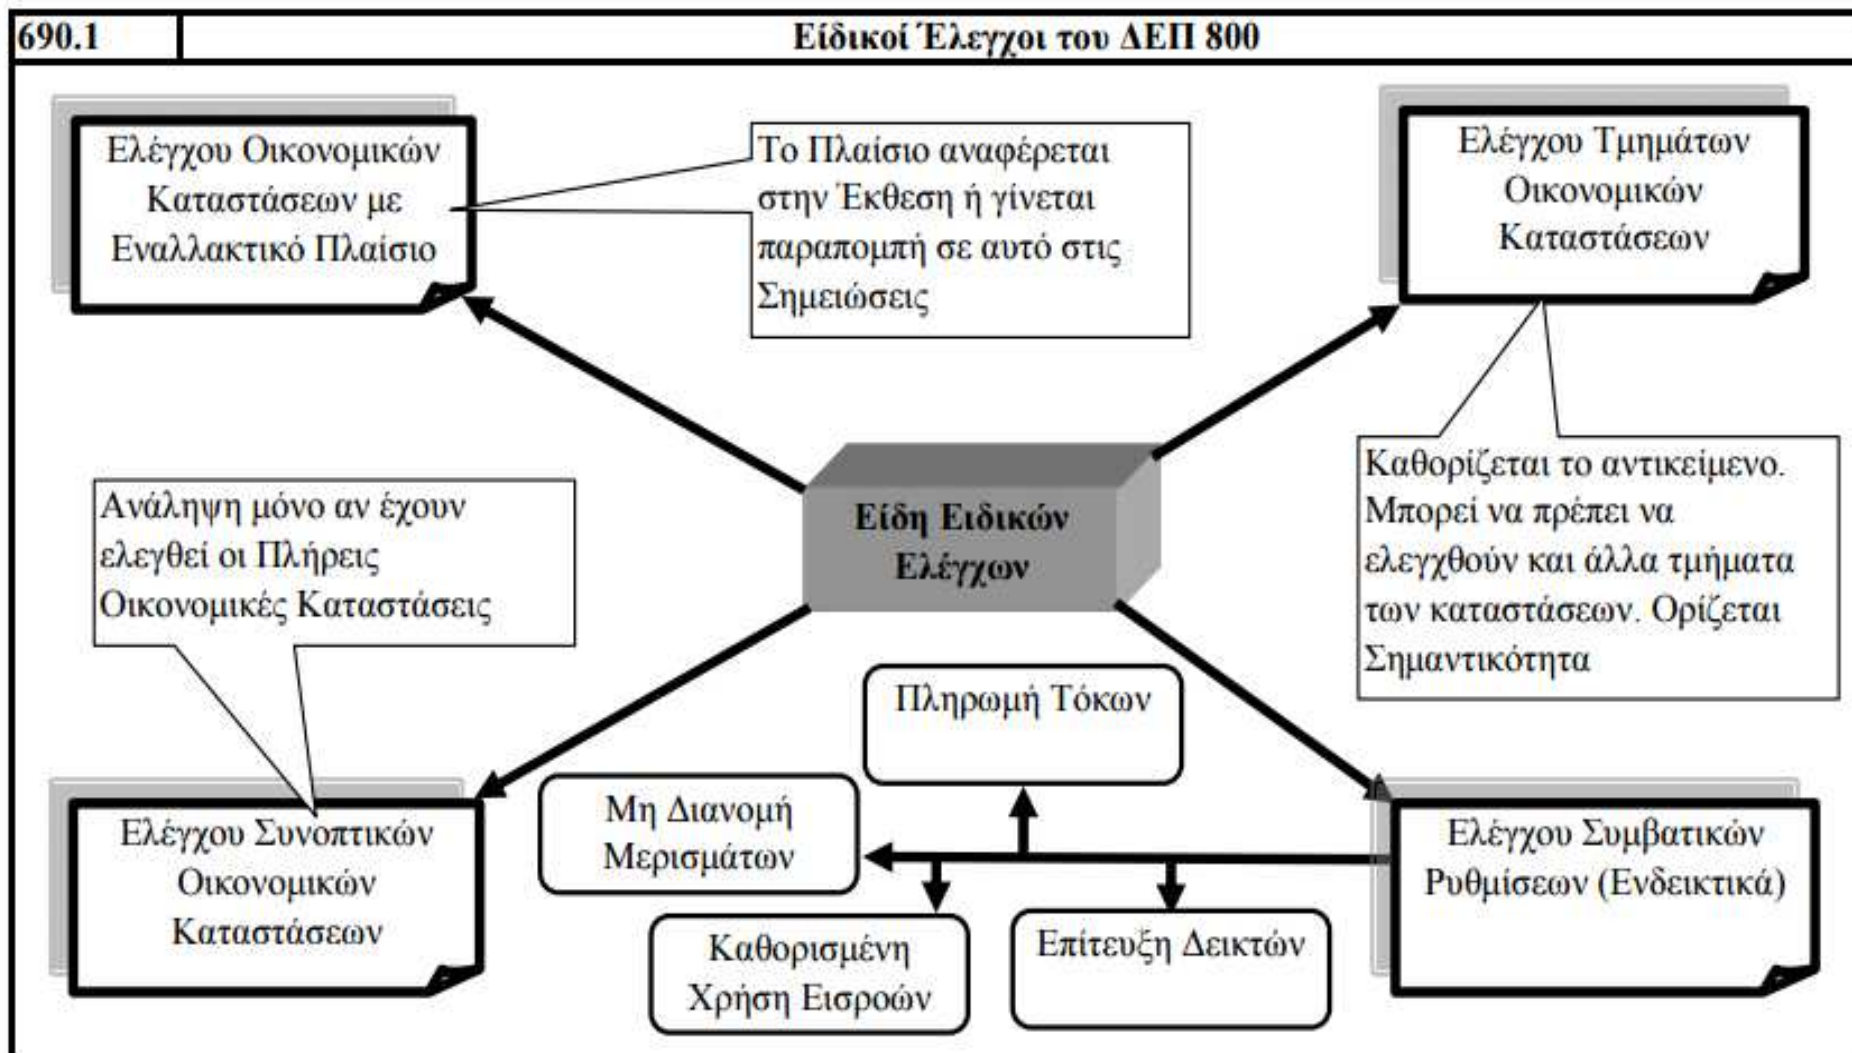 690.1
Είδικοί Έλεγχοι του ΔΕΠ 800
Ελέγχου Οικονομικών
Καταστάσεων με
Εναλλακτικό Πλαίσιο
Το Πλαίσιο αναφέρεται
στην Έκθεση ή γίνεται
παραπομπή σε αυτό στις
Σημειώσεις
Ελέγχου Τμημάτων
Οικονομικών
Καταστάσεων
Είδη Ειδικών
Ελέγχων
Καθορίζεται το αντικείμενο.
Μπορεί να πρέπει να
ελεγχθούν και άλλα τμήματα
των καταστάσεων. Ορίζεται
Σημαντικότητα
Ανάληψη μόνο αν έχουν
ελεγθεί οι Πλήρεις
Οικονομικές Καταστάσεις
Πληρωμή Τόκων
Μη Διανομή
Μερισμάτων
Ελέγχου Συνοπτικών
Οικονομικών
Καταστάσεων
Ελέγχου Συμβατικών
Ρυθμίσεων (Ενδεικτικά)
Καθορισμένη
Χρήση Εισροών
Επίτευξη Δεικτών